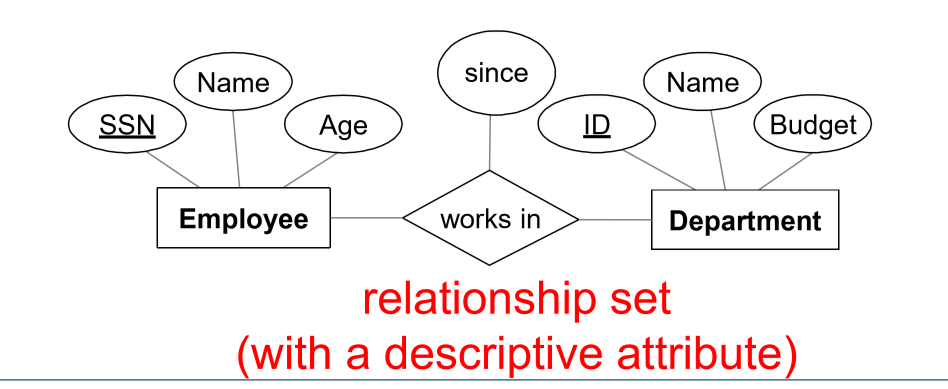 since
Name
Name
SSN
Age
ID
Budget
Employee
works in
Department
relationship set
(with a descriptive attribute)